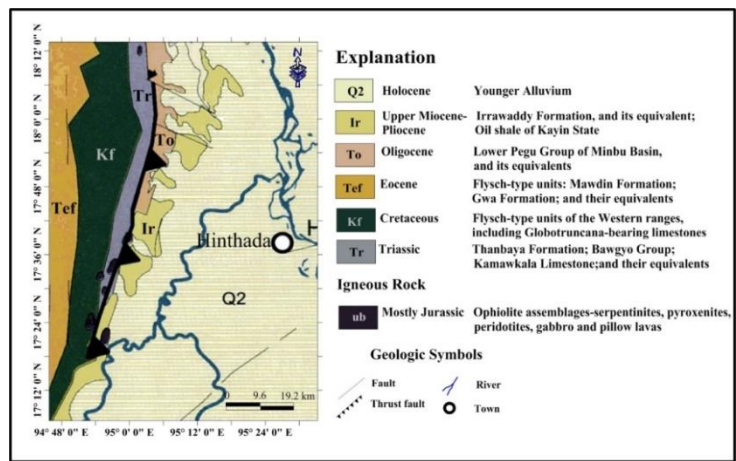 18° 12' 0" N
18° 0' 0" N
17° 48' 0" N
17° 36' 0" N
17° 24' 0" N
17° 12' 0" N
94° 48' 0" E
95° 0' 0" E
95° 12' 0" E
95° 24' 0" E
N
Tr
Kf
To
Tef
Ir
Hinthada
H
Q2
0 9.6 19.2 km
Explanation
Q2 Holocene Younger Alluvium
Ir Upper Miocene- Irrawaddy Formation, and its equivalent;
Pliocene Oil shale of Kayin State
To Oligocene Lower Pegu Group of Minbu Basin,
and its equivalents
Tef Eocene Flysch-type units: Mawdin Formation;
Gwa Formation; and their equivalents
Kf Cretaceous Flysch-type units of the Western ranges,
including Globotruncana-bearing limestones
Tr Triassic Thanbaya Formation; Bawgyo Group;
Kamawkala Limestone;and their equivalents
Igneous Rock
ub Mostly Jurassic Ophiolite assemblages-serpentinites, pyroxenites,
peridotites, gabbro and pillow lavas
Geologic Symbols
Fault River
Thrust fault Town